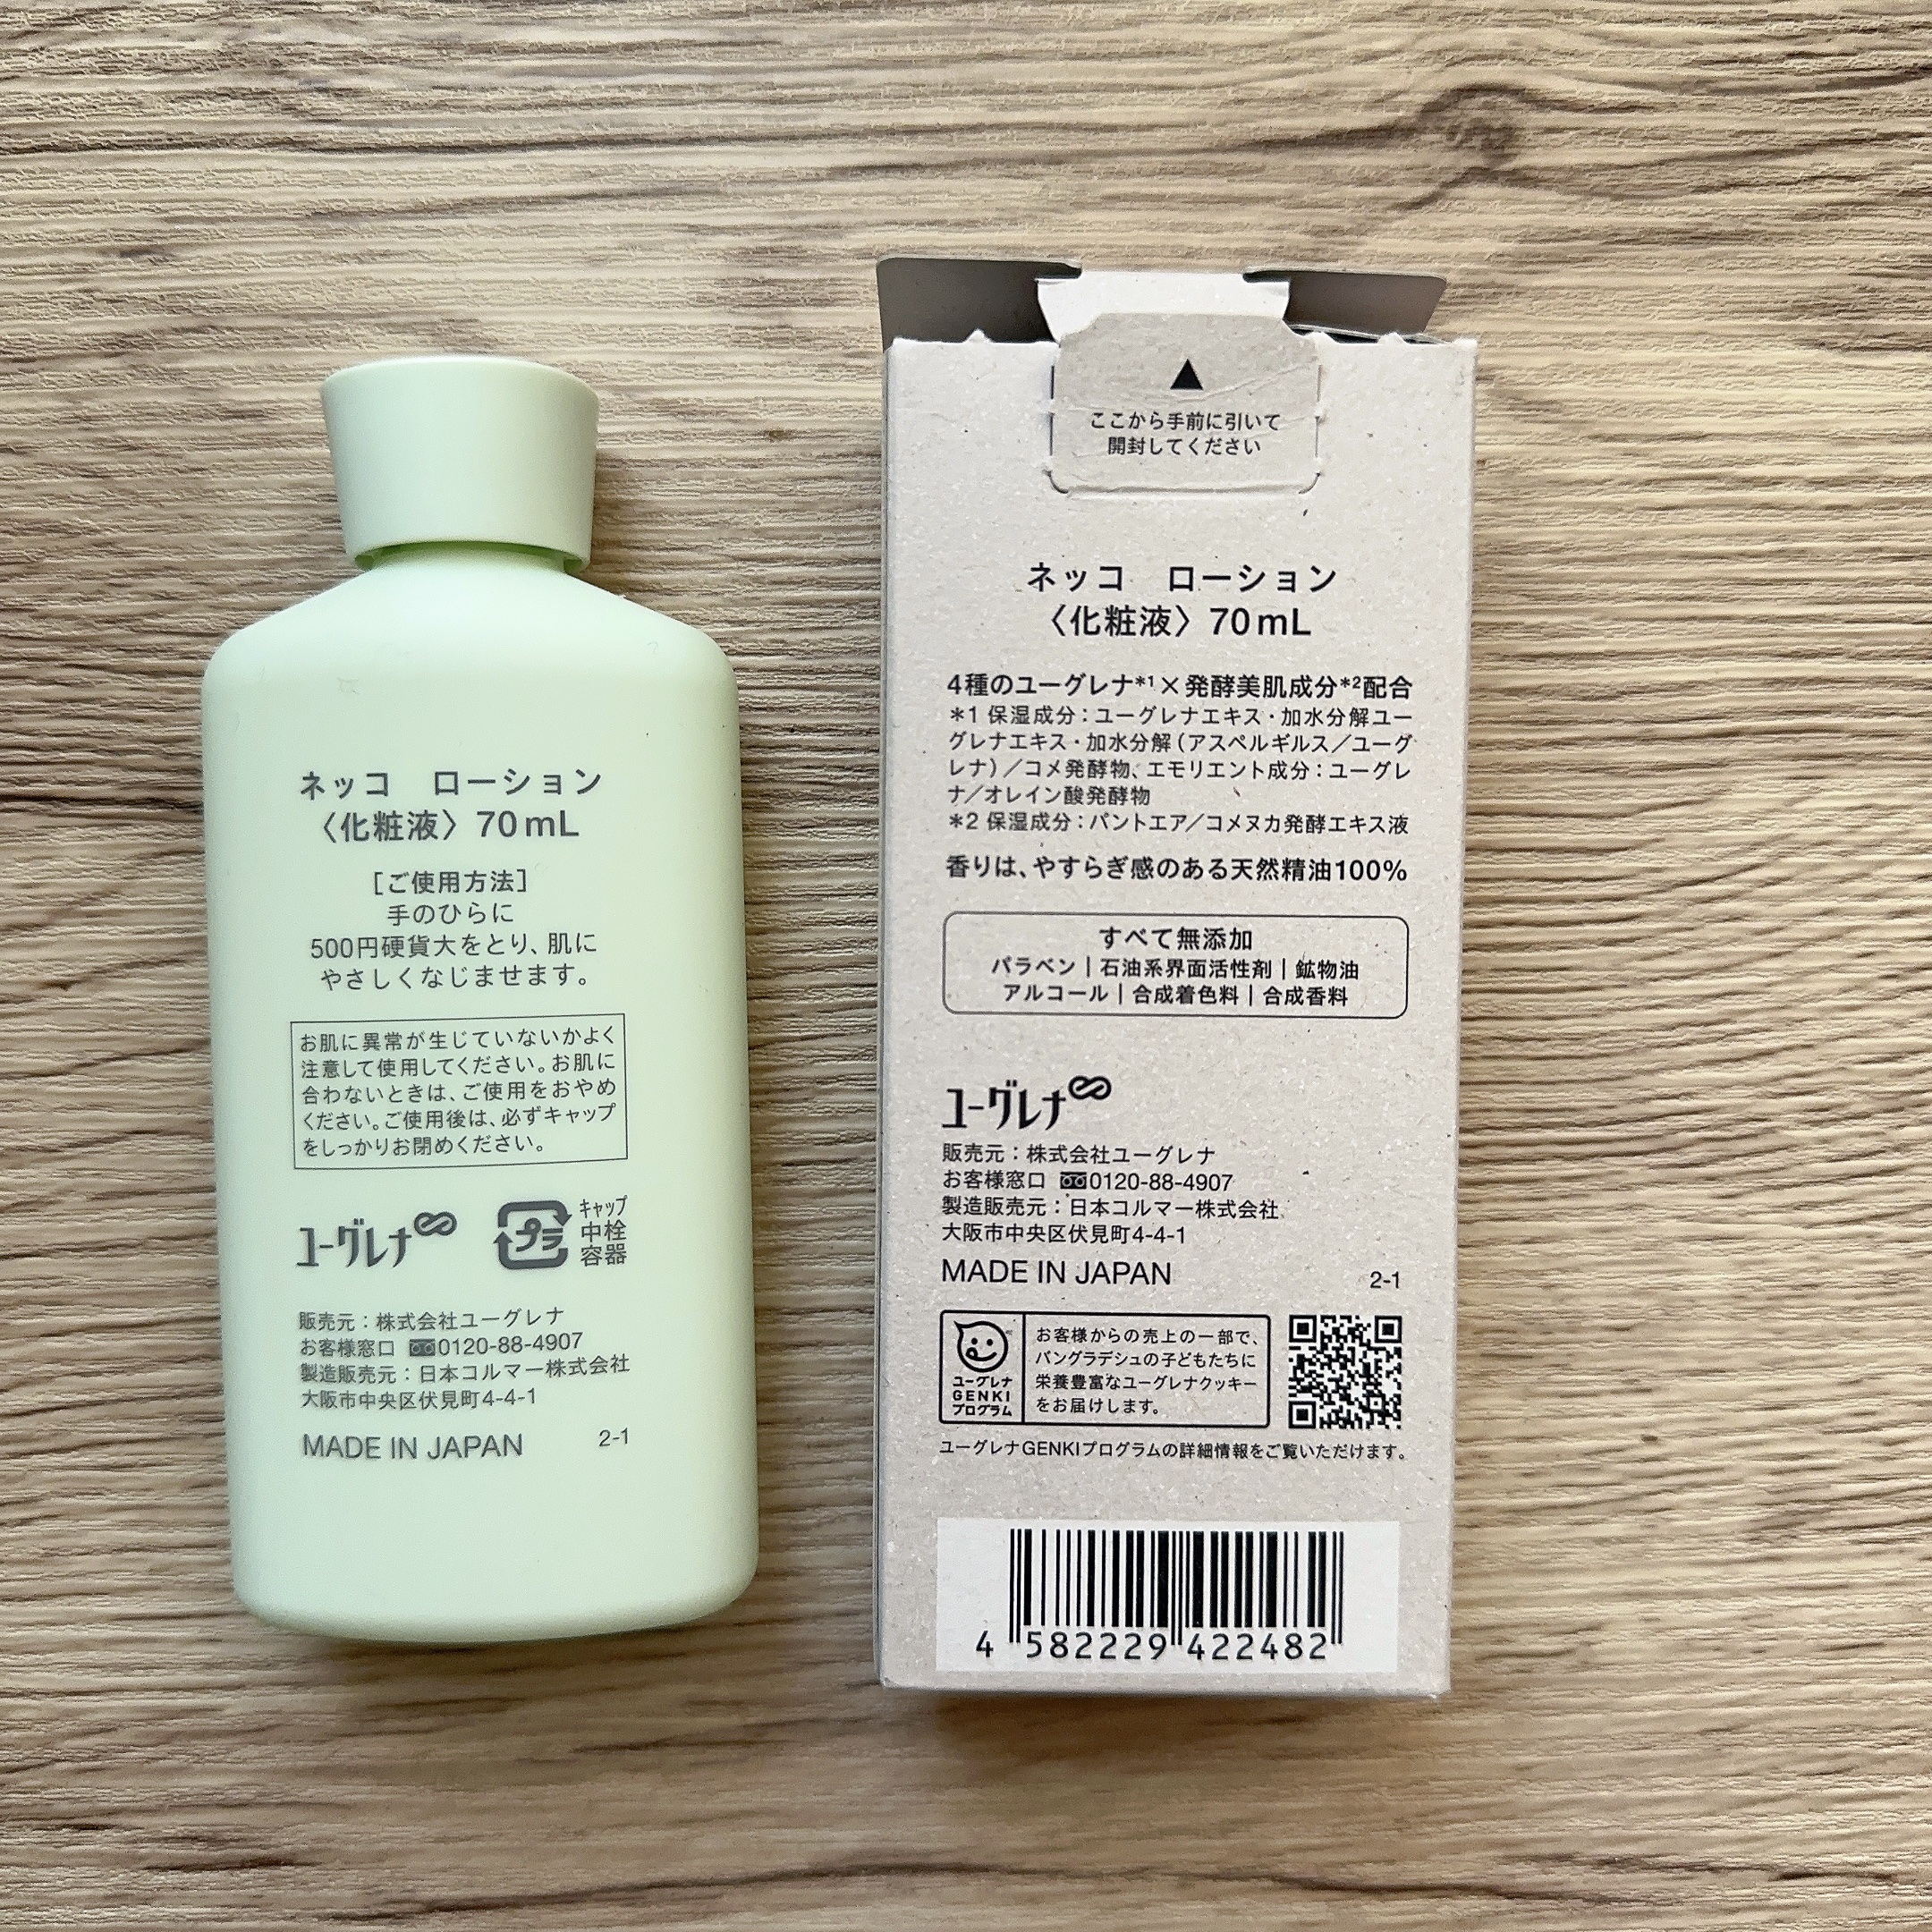 ネッコ　ローション
〈化粧液〉70mL
［ご使用方法］
手のひらに
500円硬貨大をとり、肌に
やさしくなじませます。
お肌に異常が生じていないかよく
注意して使用してください。お肌に
合わないときは、ご使用をおやめ
ください。ご使用後は、必ずキャップ
をしっかりお閉めください。
ユーグレナ
プラ
キャップ
中栓
容器
販売元：株式会社ユーグレナ
お客様窓口 0120-88-4907
製造販売元：日本コルマー株式会社
大阪市中央区伏見町4-4-1
MADE IN JAPAN 2-1
▲
ここから手前に引いて
開封してください
ネッコ　ローション
〈化粧液〉70mL
4種のユーグレナ*1×発酵美肌成分*2配合
*1 保湿成分：ユーグレナエキス・加水分解ユー
グレナエキス・加水分解（アスペルギルス／ユーグ
レナ）／コメ発酵物、エモリエント成分：ユーグレ
ナ／オレイン酸発酵物
*2 保湿成分：パントエア／コメヌカ発酵エキス液
香りは、やすらぎ感のある天然精油100%
すべて無添加
パラベン｜石油系界面活性剤｜鉱物油
アルコール｜合成着色料｜合成香料
ユーグレナ
販売元：株式会社ユーグレナ
お客様窓口 0120-88-4907
製造販売元：日本コルマー株式会社
大阪市中央区伏見町4-4-1
MADE IN JAPAN 2-1
ユーグレナ
GENKI
プログラム
お客様からの売上の一部で、
バングラデシュの子どもたちに
栄養豊富なユーグレナクッキー
をお届けします。
ユーグレナGENKIプログラムの詳細情報をご覧いただけます。
4 582229 422482